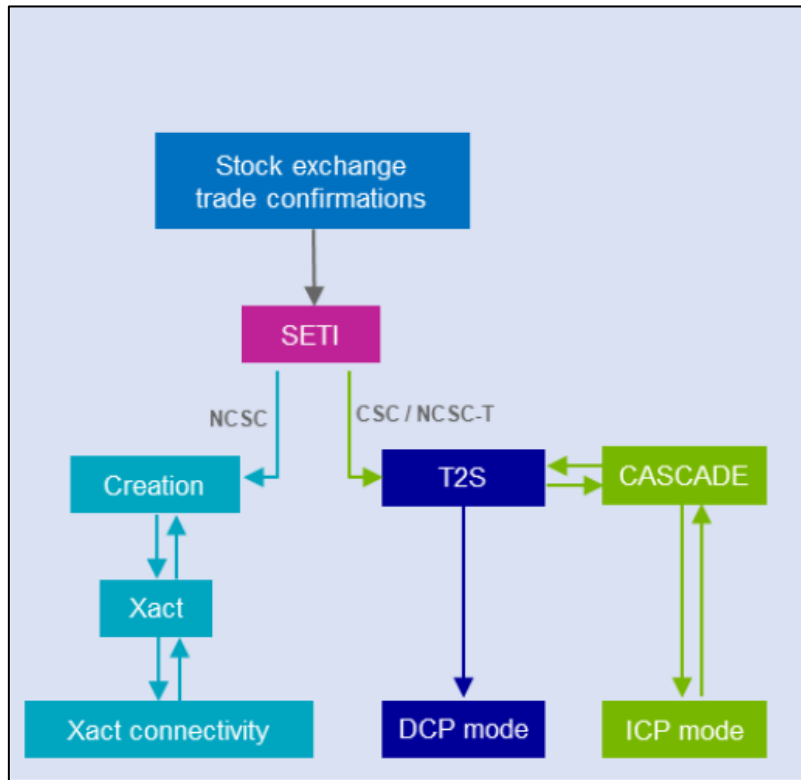 Stock exchange
trade confirmations
SETI
NCSC
CSC / NCSC-T
Creation
T2S
CASCADE
Xact
Xact connectivity
DCP mode
ICP mode